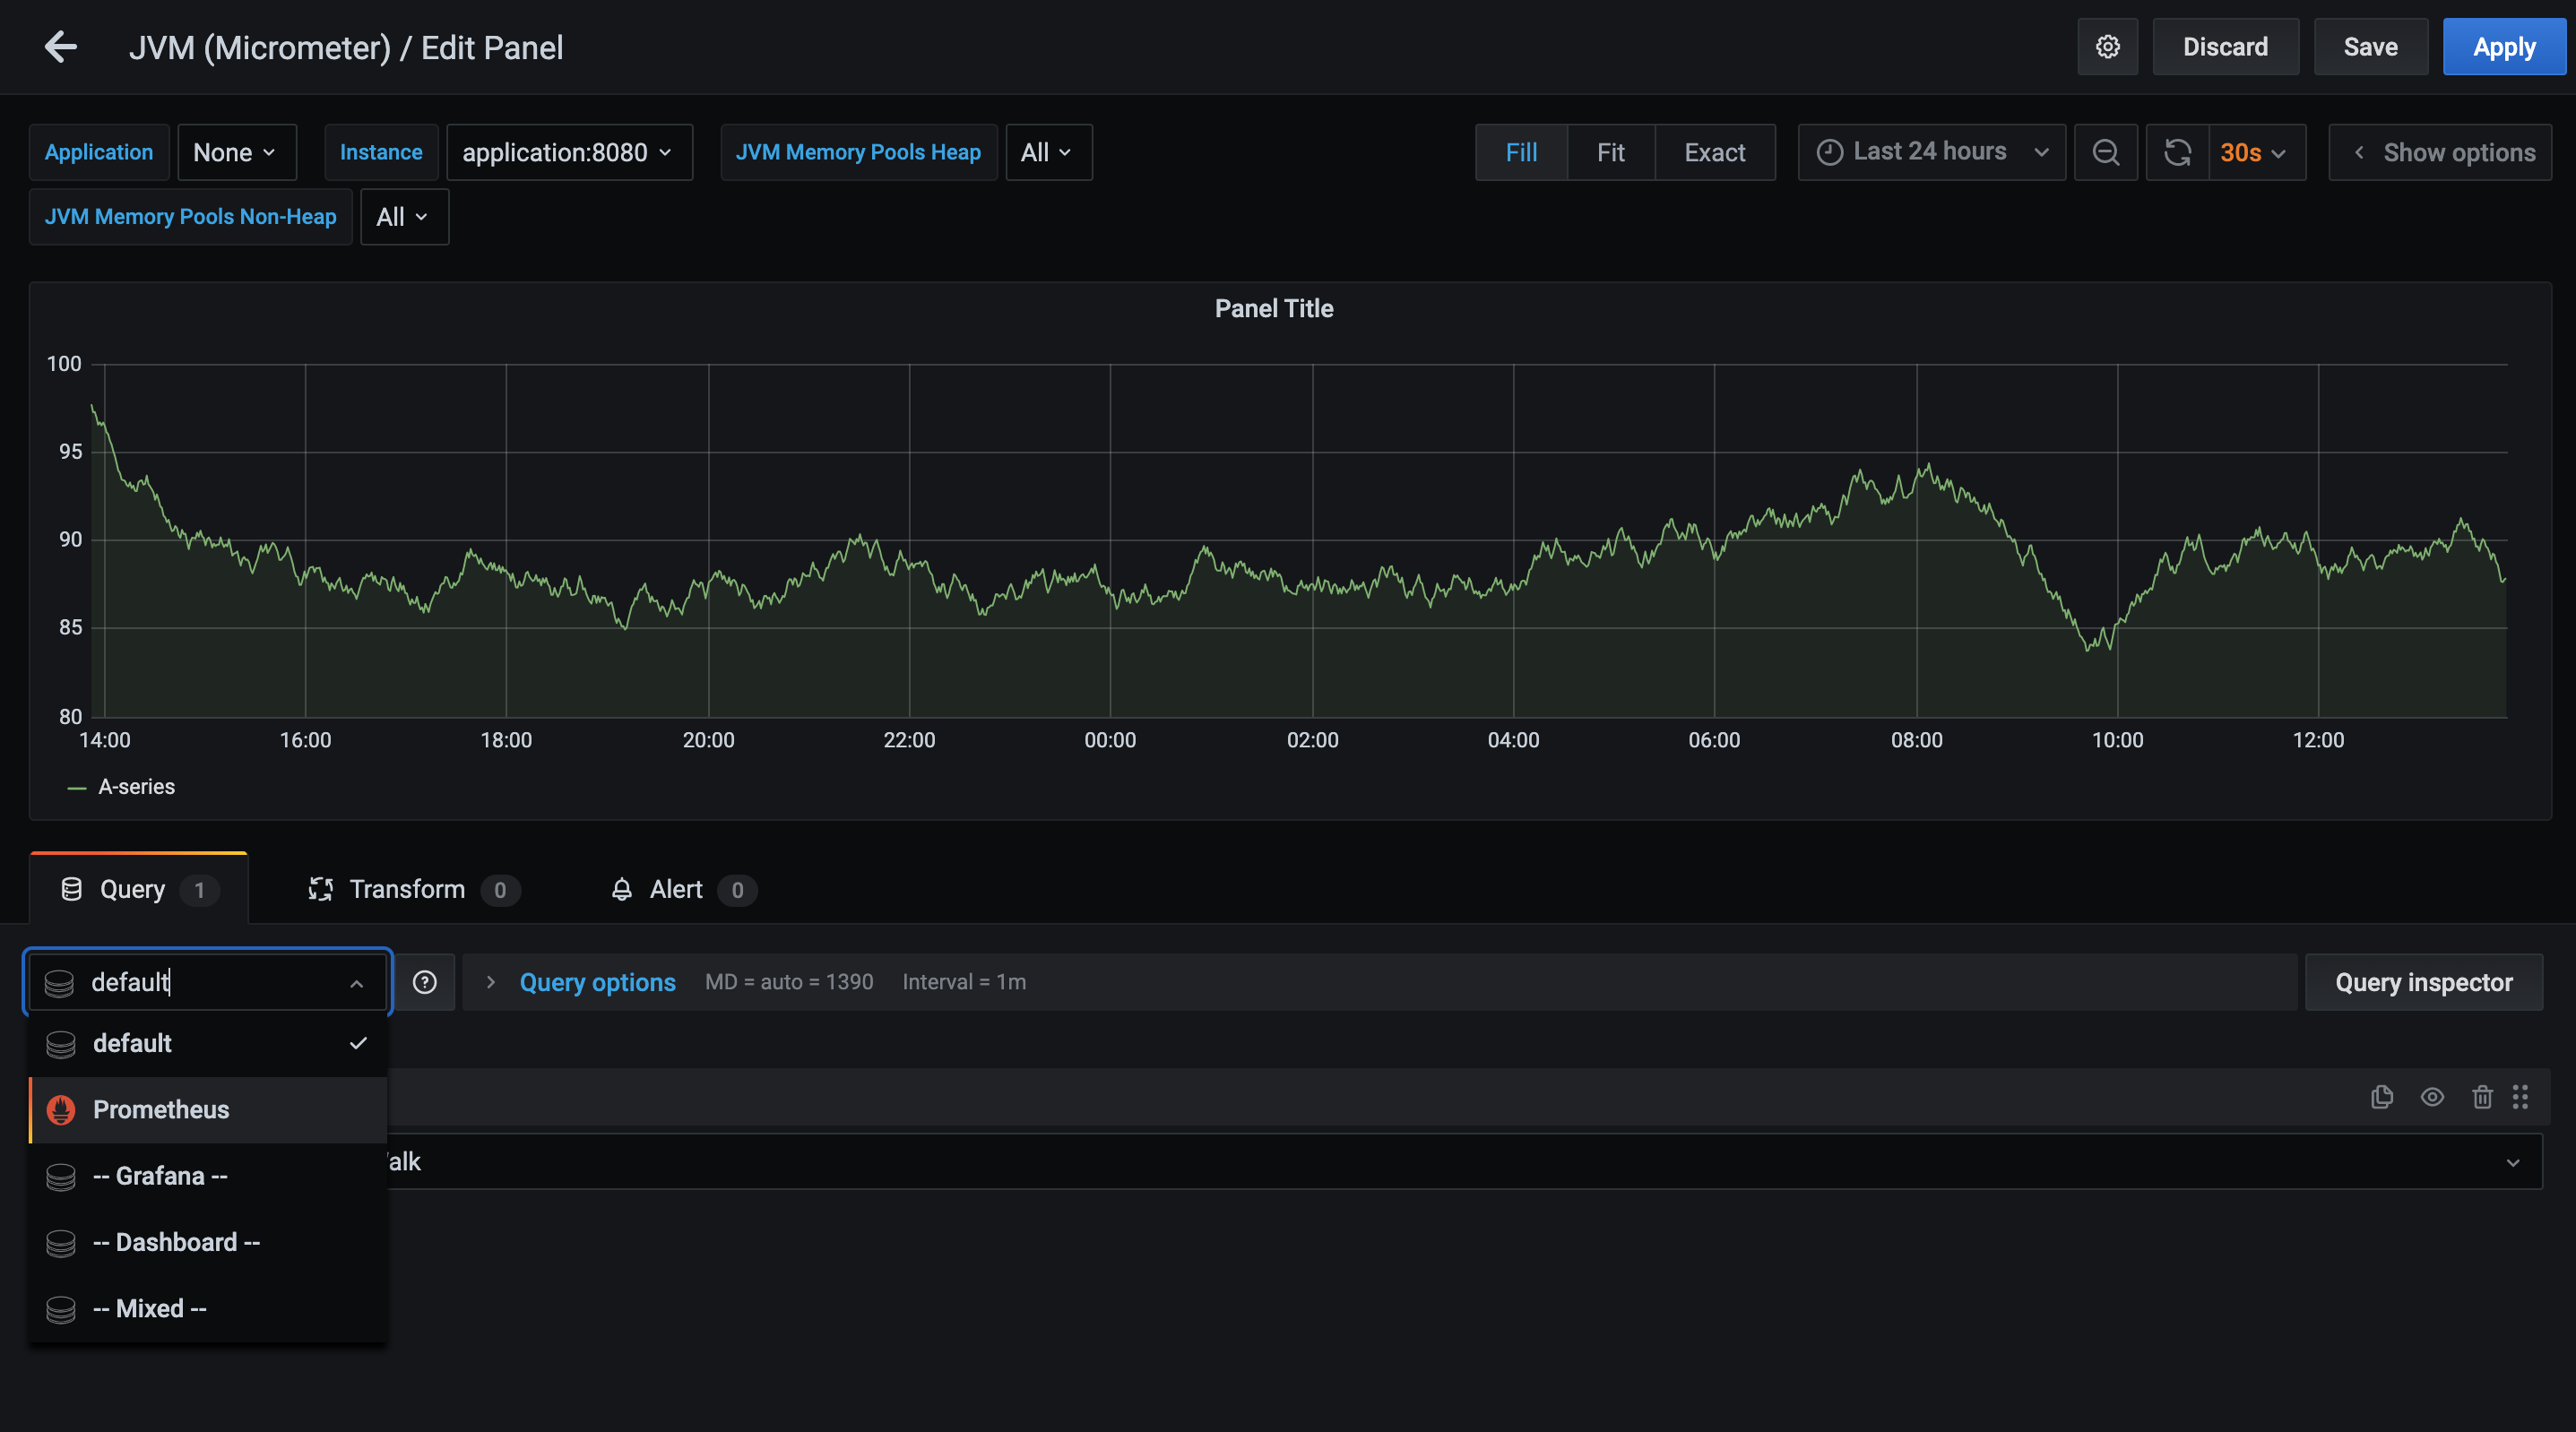 JVM (Micrometer) / Edit Panel
Discard
Save
Apply
Application
None
Instance
application:8080
JVM Memory Pools Heap
All
Fill
Fit
Exact
Last 24 hours
30s
Show options
JVM Memory Pools Non-Heap
All
Panel Title
100
95
90
85
80
14:00
16:00
18:00
20:00
22:00
00:00
02:00
04:00
06:00
08:00
10:00
12:00
A-series
Query 1
Transform 0
Alert 0
default
Query options
MD = auto = 1390
Interval = 1m
Query inspector
default
Prometheus
-- Grafana --
alk
-- Dashboard --
-- Mixed --